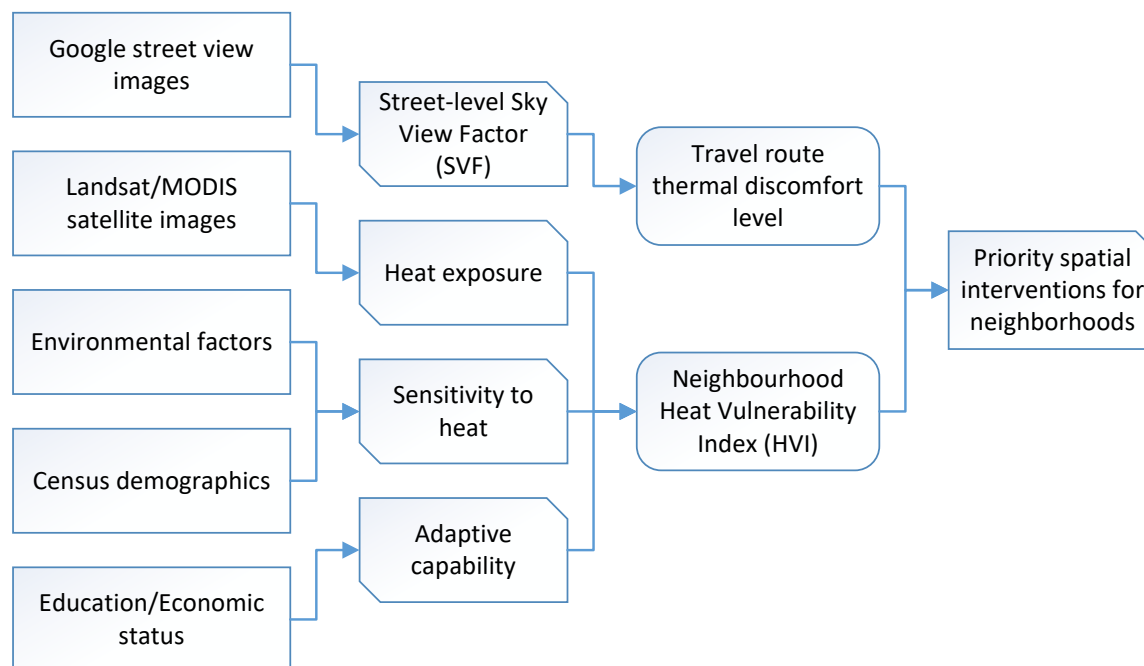 Google street view
images
Landsat/MODIS
satellite images
Environmental factors
Census demographics
Education/Economic
status
Street-level Sky
View Factor
(SVF)
Heat exposure
Sensitivity to
heat
Adaptive
capability
Travel route
thermal discomfort
level
Neighbourhood
Heat Vulnerability
Index (HVI)
Priority spatial
interventions for
neighborhoods